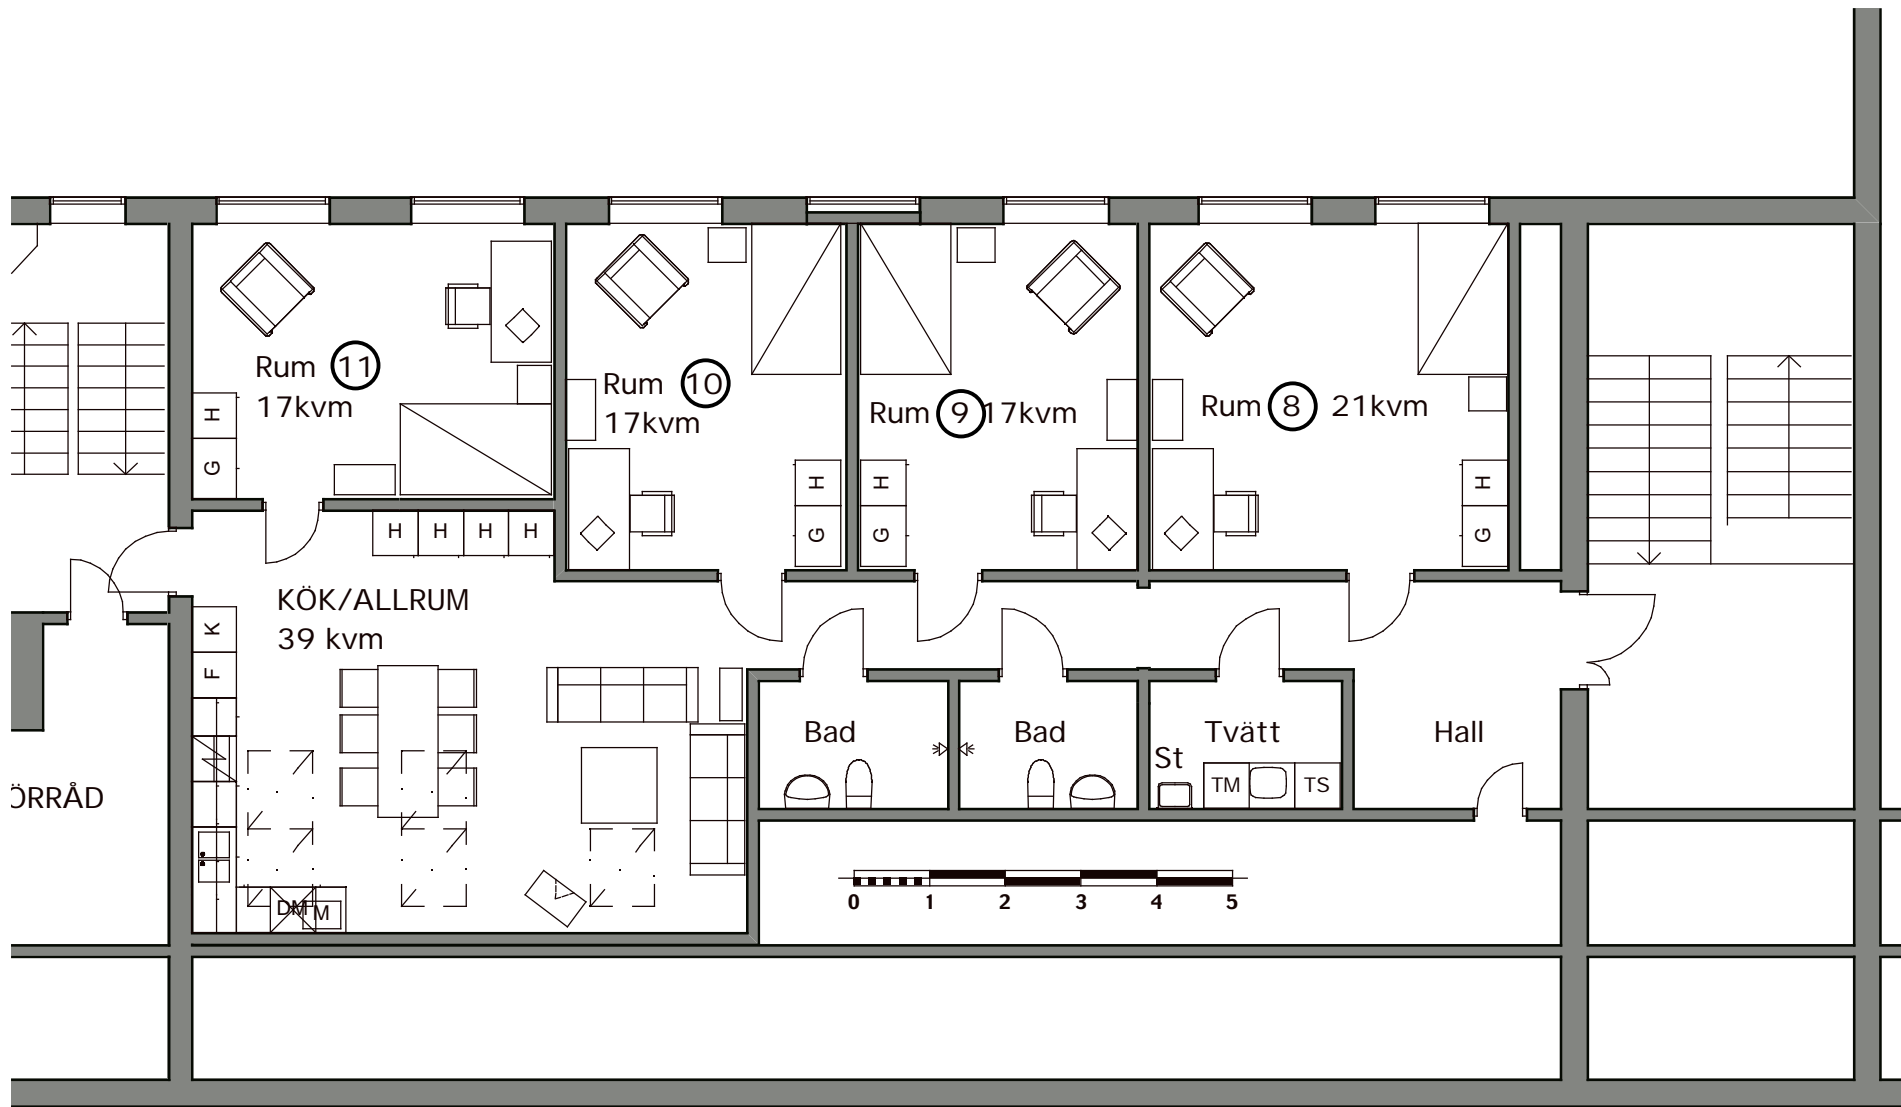 Rum 11
17kvm
Rum 10
17kvm
Rum 9 17kvm
Rum 8 21kvm
H
G
H
G
H
G
H
G
H H H H
KÖK/ALLRUM
39 kvm
K
F
Bad
Bad
Tvätt
St
TM
TS
Hall
ÖRRÅD
DM
M
0 1 2 3 4 5